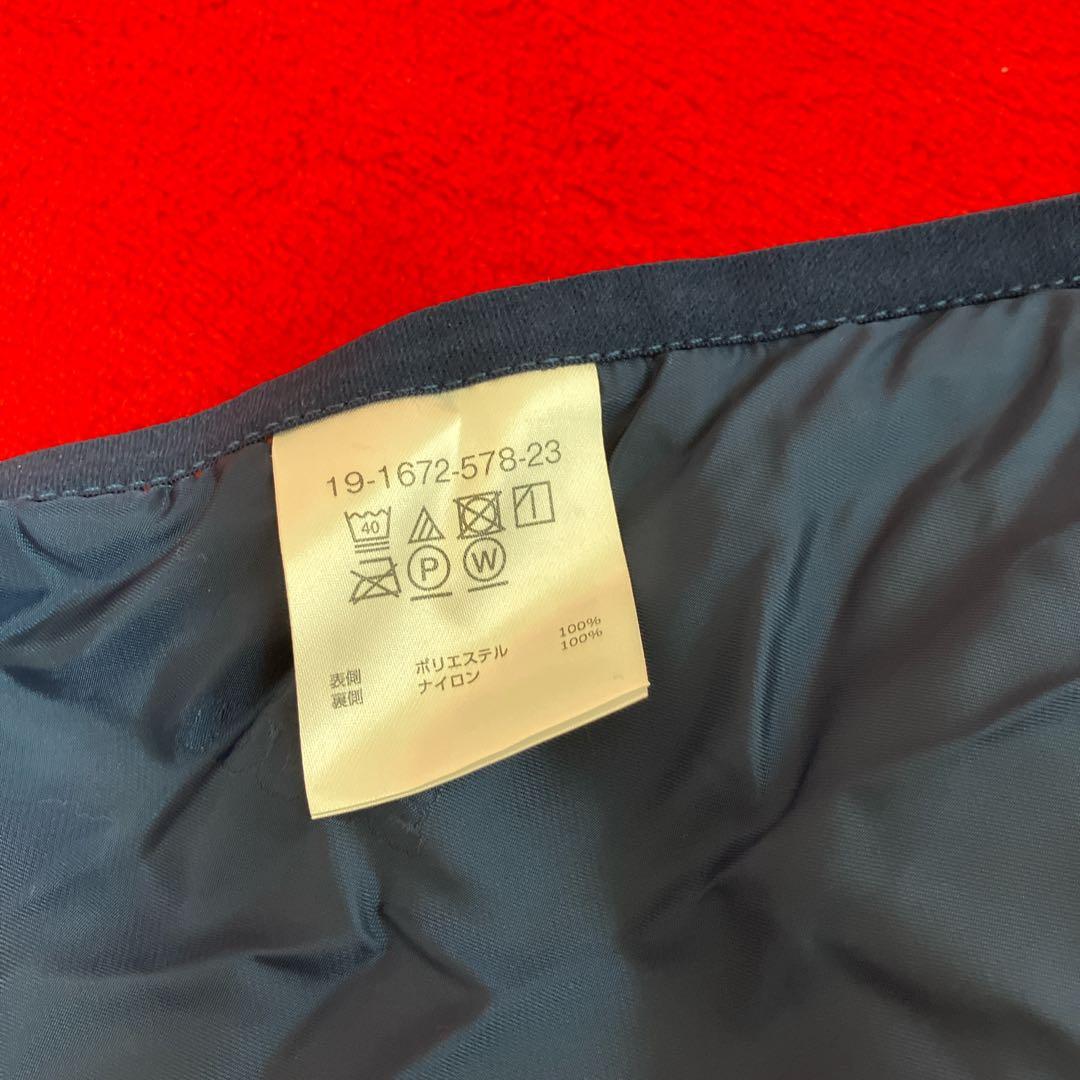 19-1672-578-23
40
P W
表側 ポリエステル 100%
裏側 ナイロン 100%